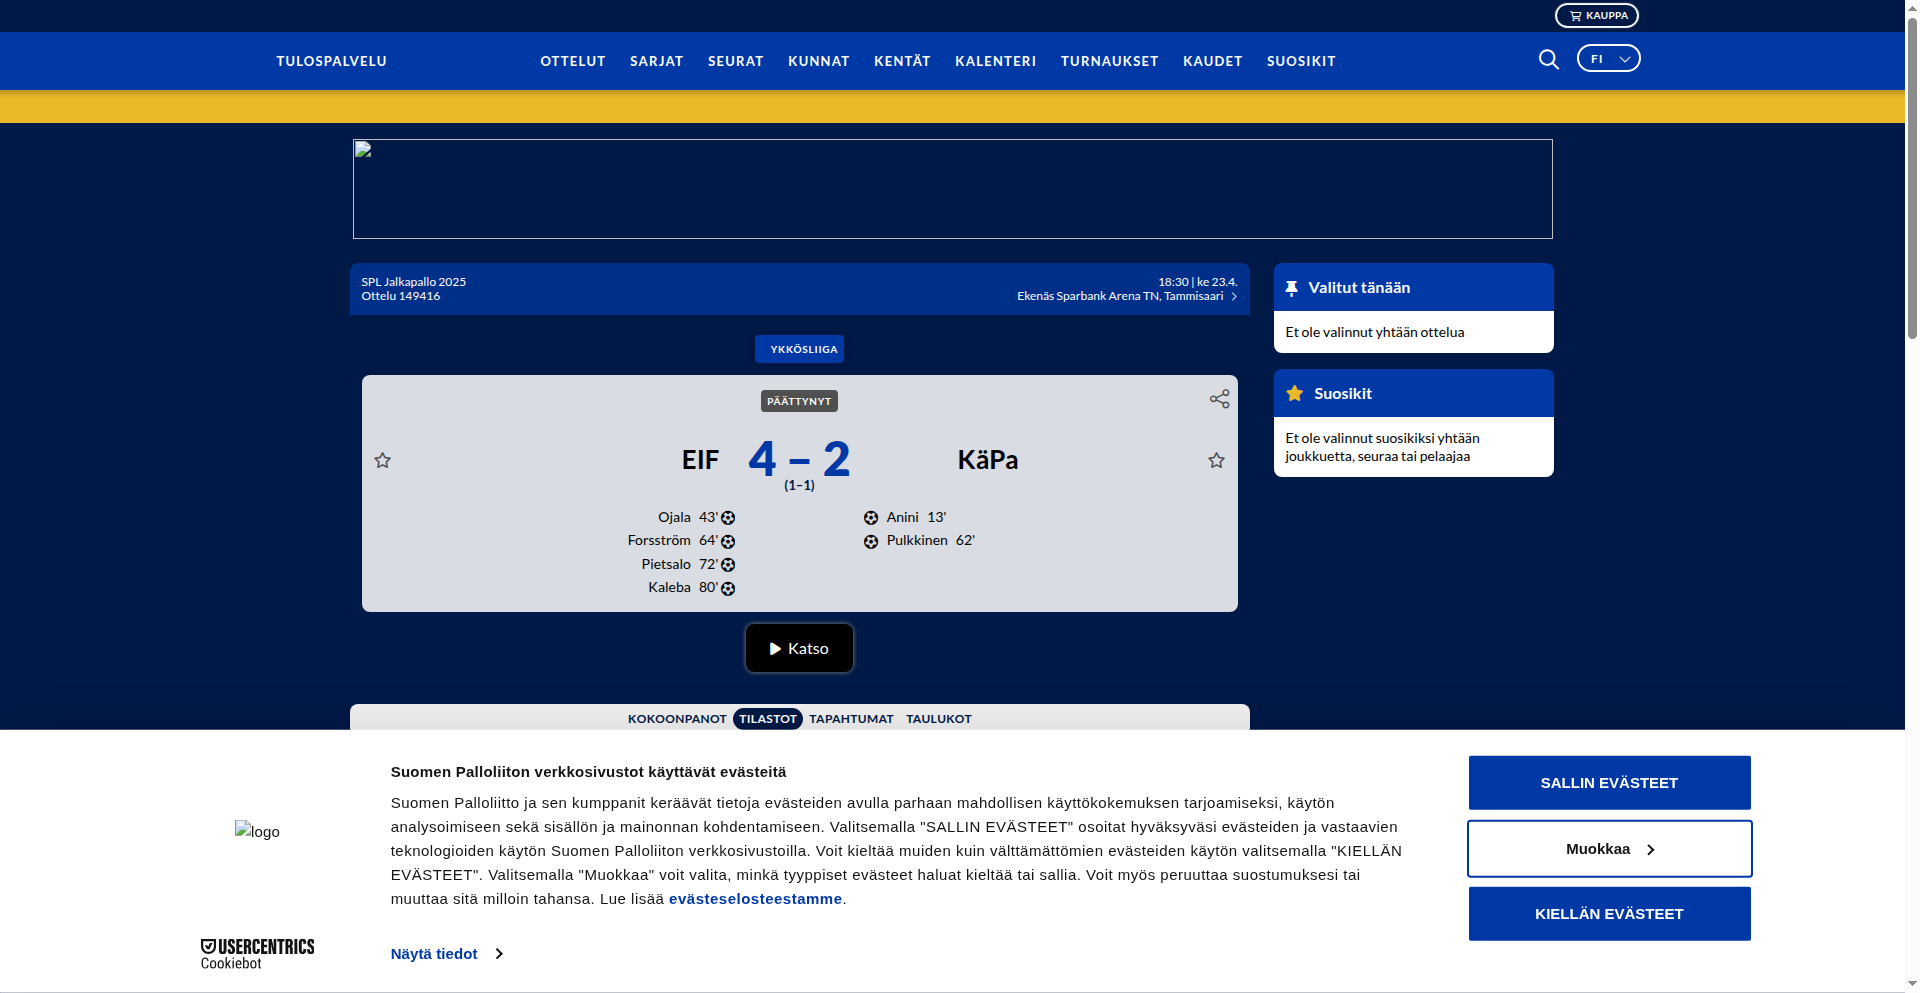 KAUPPA
TULOSPALVELU OTTELUT SARJAT SEURAT KUNNAT KENTÄT KALENTERI TURNAUKSET KAUDET SUOSIKIT FI
SPL Jalkapallo 2025 18:30 | ke 23.4.
Ottelu 149416 Ekenäs Sparbank Arena TN, Tammisaari
YKKÖSLIIGA
PÄÄTTYNYT
EIF 4 – 2 KäPa
(1–1)
Ojala 43' Anini 13'
Forsström 64' Pulkkinen 62'
Pietsalo 72'
Kaleba 80'
Katso
KOKOONPANOT TILASTOT TAPAHTUMAT TAULUKOT
Valitut tänään
Et ole valinnut yhtään ottelua
Suosikit
Et ole valinnut suosikiksi yhtään
joukkuetta, seuraa tai pelaajaa
logo
USERCENTRICS
Cookiebot
Suomen Palloliiton verkkosivustot käyttävät evästeitä
Suomen Palloliitto ja sen kumppanit keräävät tietoja evästeiden avulla parhaan mahdollisen käyttökokemuksen tarjoamiseksi, käytön
analysoimiseen sekä sisällön ja mainonnan kohdentamiseen. Valitsemalla "SALLIN EVÄSTEET" osoitat hyväksyväsi evästeiden ja vastaavien
teknologioiden käytön Suomen Palloliiton verkkosivustoilla. Voit kieltää muiden kuin välttämättömien evästeiden käytön valitsemalla "KIELLÄN
EVÄSTEET". Valitsemalla "Muokkaa" voit valita, minkä tyyppiset evästeet haluat kieltää tai sallia. Voit myös peruuttaa suostumuksesi tai
muuttaa sitä milloin tahansa. Lue lisää evästeselosteestamme.
Näytä tiedot
SALLIN EVÄSTEET
Muokkaa
KIELLÄN EVÄSTEET